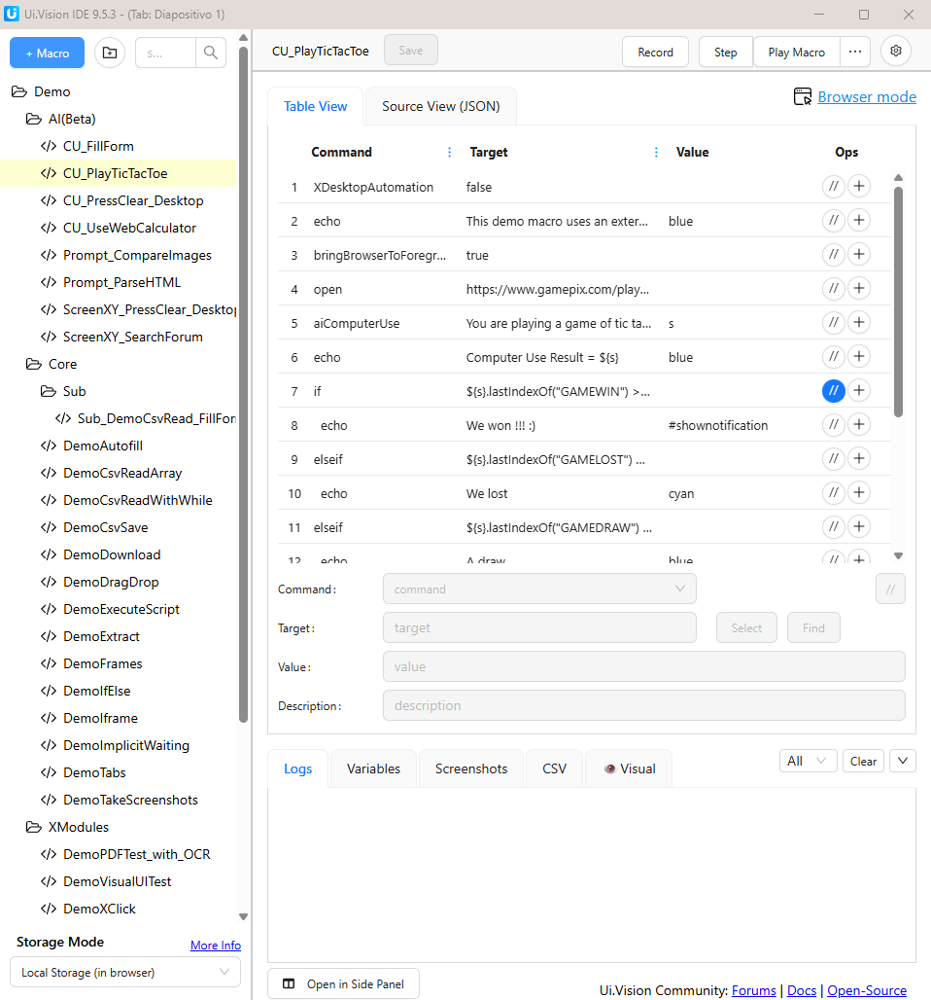 Ui.Vision IDE 9.5.3 - (Tab: Diapositivo 1)
+ Macro
s...
CU_PlayTicTacToe
Save
Record
Step
Play Macro
Demo
AI(Beta)
CU_FillForm
CU_PlayTicTacToe
CU_PressClear_Desktop
CU_UseWebCalculator
Prompt_CompareImages
Prompt_ParseHTML
ScreenXY_PressClear_Desktop
ScreenXY_SearchForum
Core
Sub
Sub_DemoCsvRead_FillFor
DemoAutofill
DemoCsvReadArray
DemoCsvReadWithWhile
DemoCsvSave
DemoDownload
DemoDragDrop
DemoExecuteScript
DemoExtract
DemoFrames
DemoIfElse
DemoIframe
DemoImplicitWaiting
DemoTabs
DemoTakeScreenshots
XModules
DemoPDFTest_with_OCR
DemoVisualUITest
DemoXClick
Storage Mode More Info
Local Storage (in browser)
Table View Source View (JSON) Browser mode
Command Target Value Ops
1 XDesktopAutomation false //
2 echo This demo macro uses an exter... blue //
3 bringBrowserToForegr... true //
4 open https://www.gamepix.com/play... //
5 aiComputerUse You are playing a game of tic ta... s //
6 echo Computer Use Result = ${s} blue //
7 if ${s}.lastIndexOf("GAMEWIN") >... //
8 echo We won !!! :) #shownotification //
9 elseif ${s}.lastIndexOf("GAMELOST") ... //
10 echo We lost cyan //
11 elseif ${s}.lastIndexOf("GAMEDRAW") ... //
12 echo A draw blue //
Command: command //
Target: target Select Find
Value: value
Description: description
Logs Variables Screenshots CSV Visual All Clear
Open in Side Panel
Ui.Vision Community: Forums | Docs | Open-Source